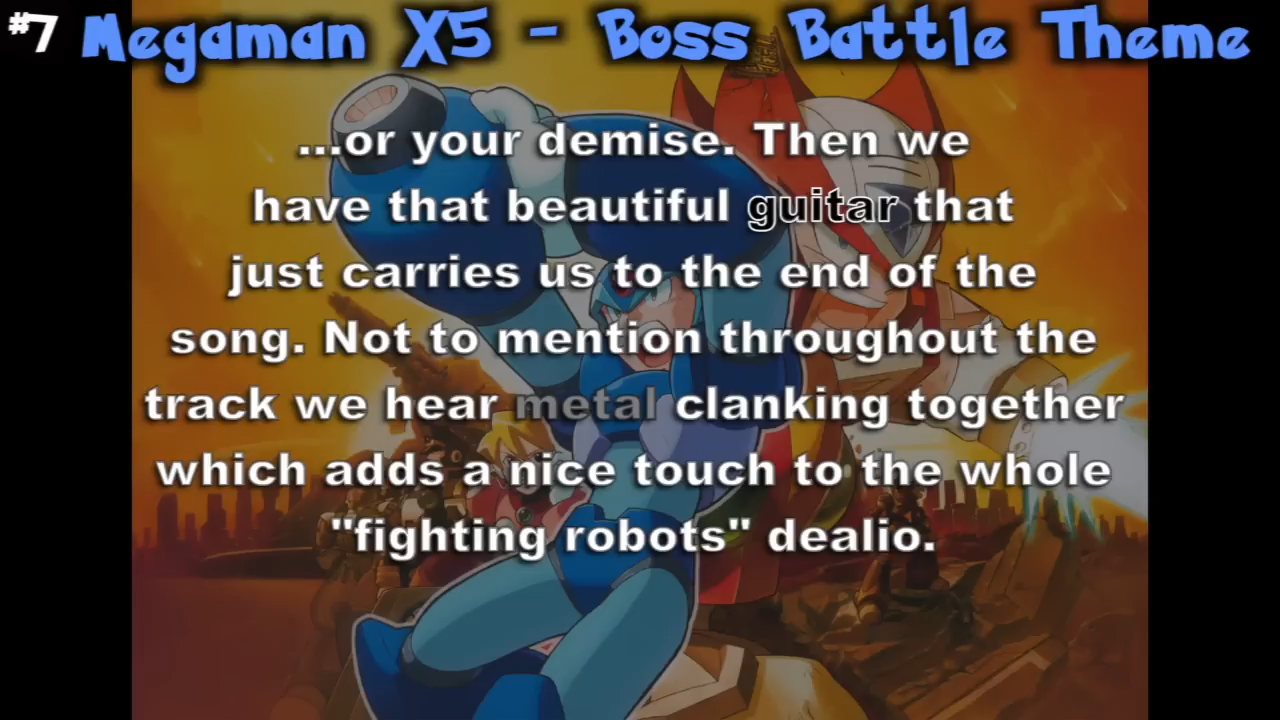 #7 Megaman X5 - Boss Battle Theme
...or your demise. Then we
have that beautiful guitar that
just carries us to the end of the
song. Not to mention throughout the
track we hear metal clanking together
which adds a nice touch to the whole
"fighting robots" dealio.